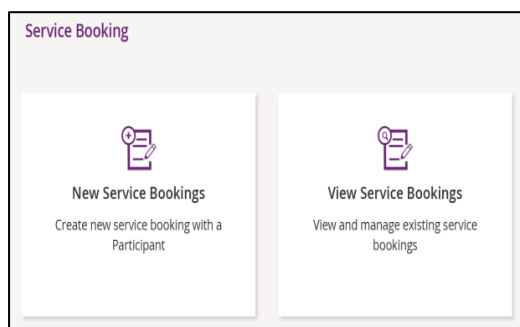 Service Booking
New Service Bookings
Create new service booking with a
Participant
View Service Bookings
View and manage existing service
bookings